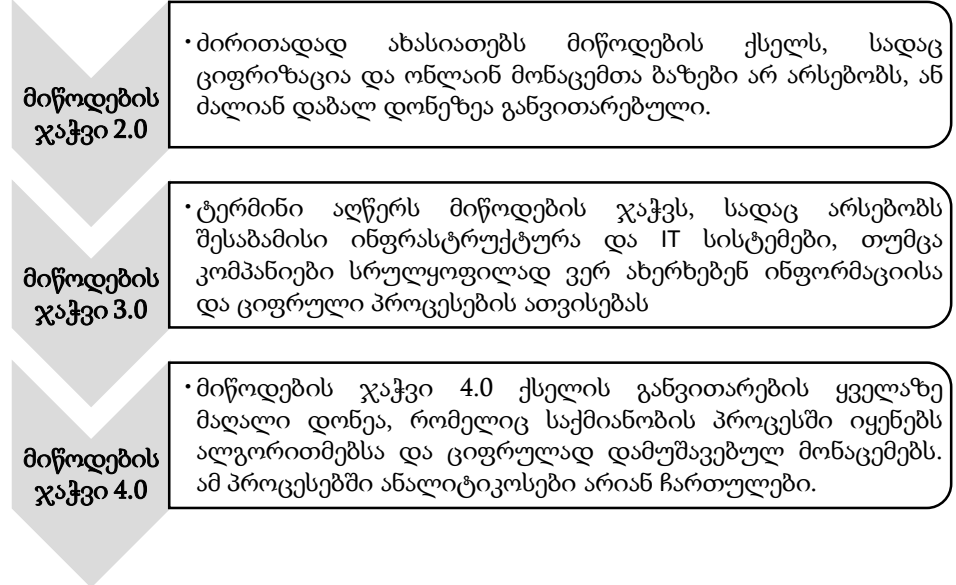 მიწოდების
ჯაჭვი 2.0
· ძირითადად ახასიათებს მიწოდების ქსელს, სადაც
ციფრიზაცია და ონლაინ მონაცემთა ბაზები არ არსებობს, ან
ძალიან დაბალ დონეზეა განვითარებული.
მიწოდების
ჯაჭვი 3.0
· ტერმინი აღწერს მიწოდების ჯაჭვს, სადაც არსებობს
შესაბამისი ინფრასტრუქტურა და IT სისტემები, თუმცა
კომპანიები სრულყოფილად ვერ ახერხებენ ინფორმაციისა
და ციფრული პროცესების ათვისებას
მიწოდების
ჯაჭვი 4.0
· მიწოდების ჯაჭვი 4.0 ქსელის განვითარების ყველაზე
მაღალი დონეა, რომელიც საქმიანობის პროცესში იყენებს
ალგორითმებსა და ციფრულად დამუშავებულ მონაცემებს.
ამ პროცესებში ანალიტიკოსები არიან ჩართულები.